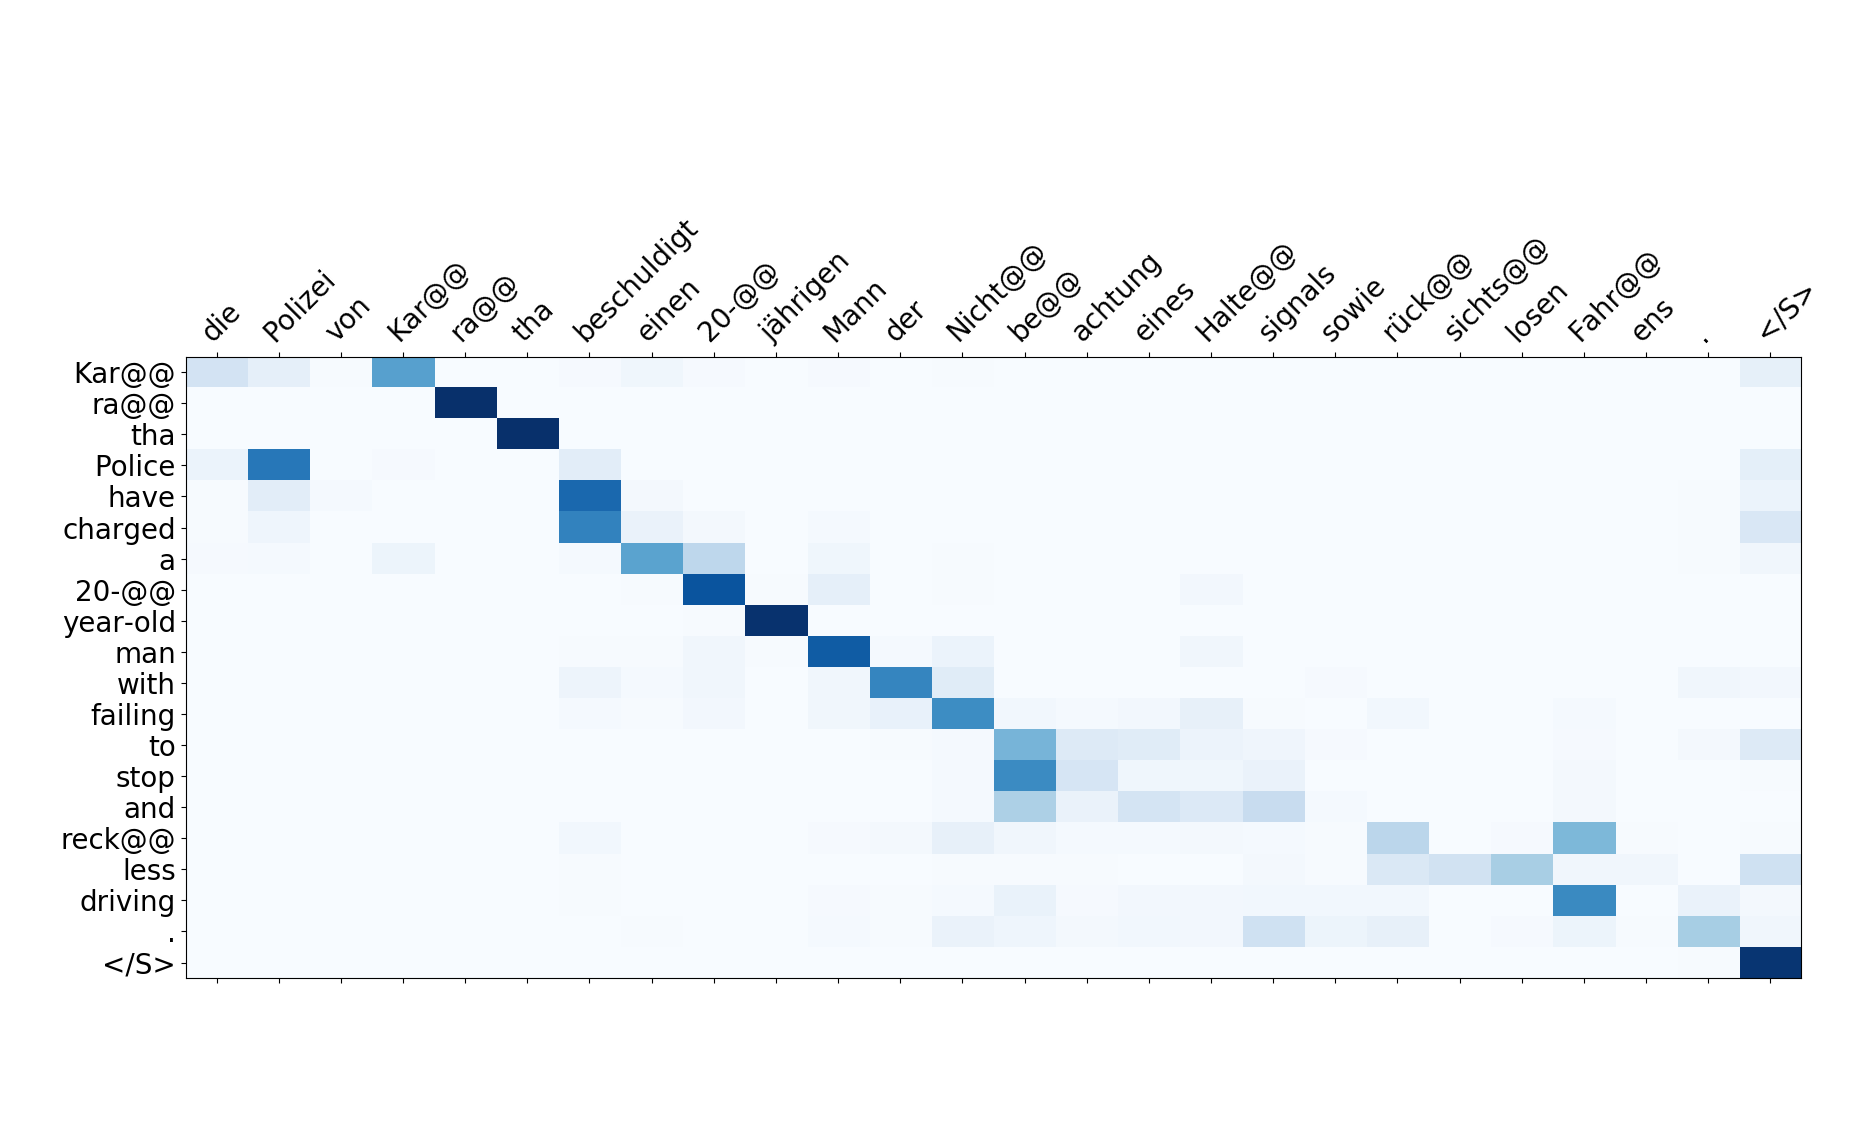 die Polizei von Kar@@ ra@@ tha beschuldigt einen 20-@@ jährigen Mann der Nicht@@ be@@ achtung eines Halte@@ signals sowie rück@@ sichts@@ losen Fahr@@ ens . </S>
Kar@@
ra@@
tha
Police
have
charged
a
20-@@
year-old
man
with
failing
to
stop
and
reck@@
less
driving
.
</S>